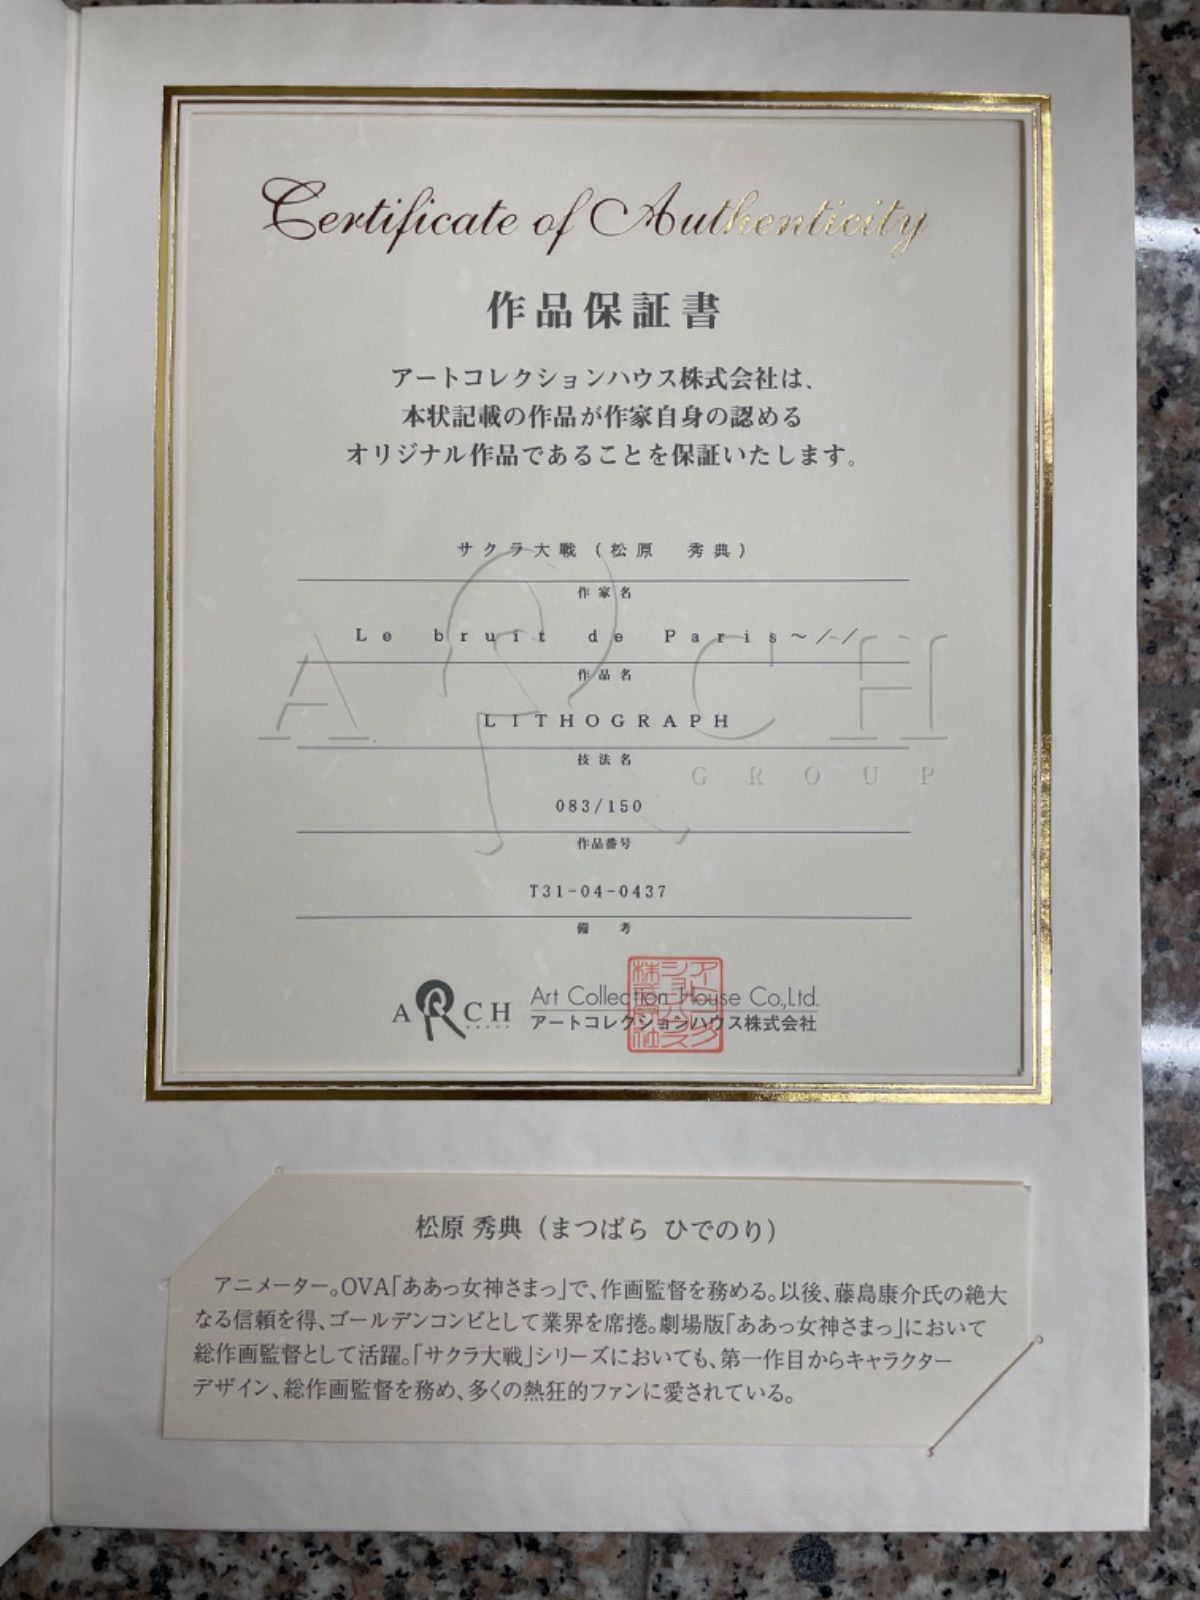 Certificate of Authenticity
作品保証書
アートコレクションハウス株式会社は、
本状記載の作品が作家自身の認める
オリジナル作品であることを保証いたします。
サクラ大戦(松原 秀典)
作家名
Le bruit de Paris~//
作品名
LITHOGRAPH
技法名
ARCH
GROUP
083/150
作品番号
T31-04-0437
備考
ARCH
GROUP
Art Collection House Co.,Ltd.
アートコレクションハウス株式会社
松原 秀典(まつばら ひでのり)
アニメーター。OVA「ああっ女神さまっ」で、作画監督を務める。以後、藤島康介氏の絶大
なる信頼を得、ゴールデンコンビとして業界を席捲。劇場版「ああっ女神さまっ」において
総作画監督として活躍。「サクラ大戦」シリーズにおいても、第一作目からキャラクター
デザイン、総作画監督を務め、多くの熱狂的ファンに愛されている。